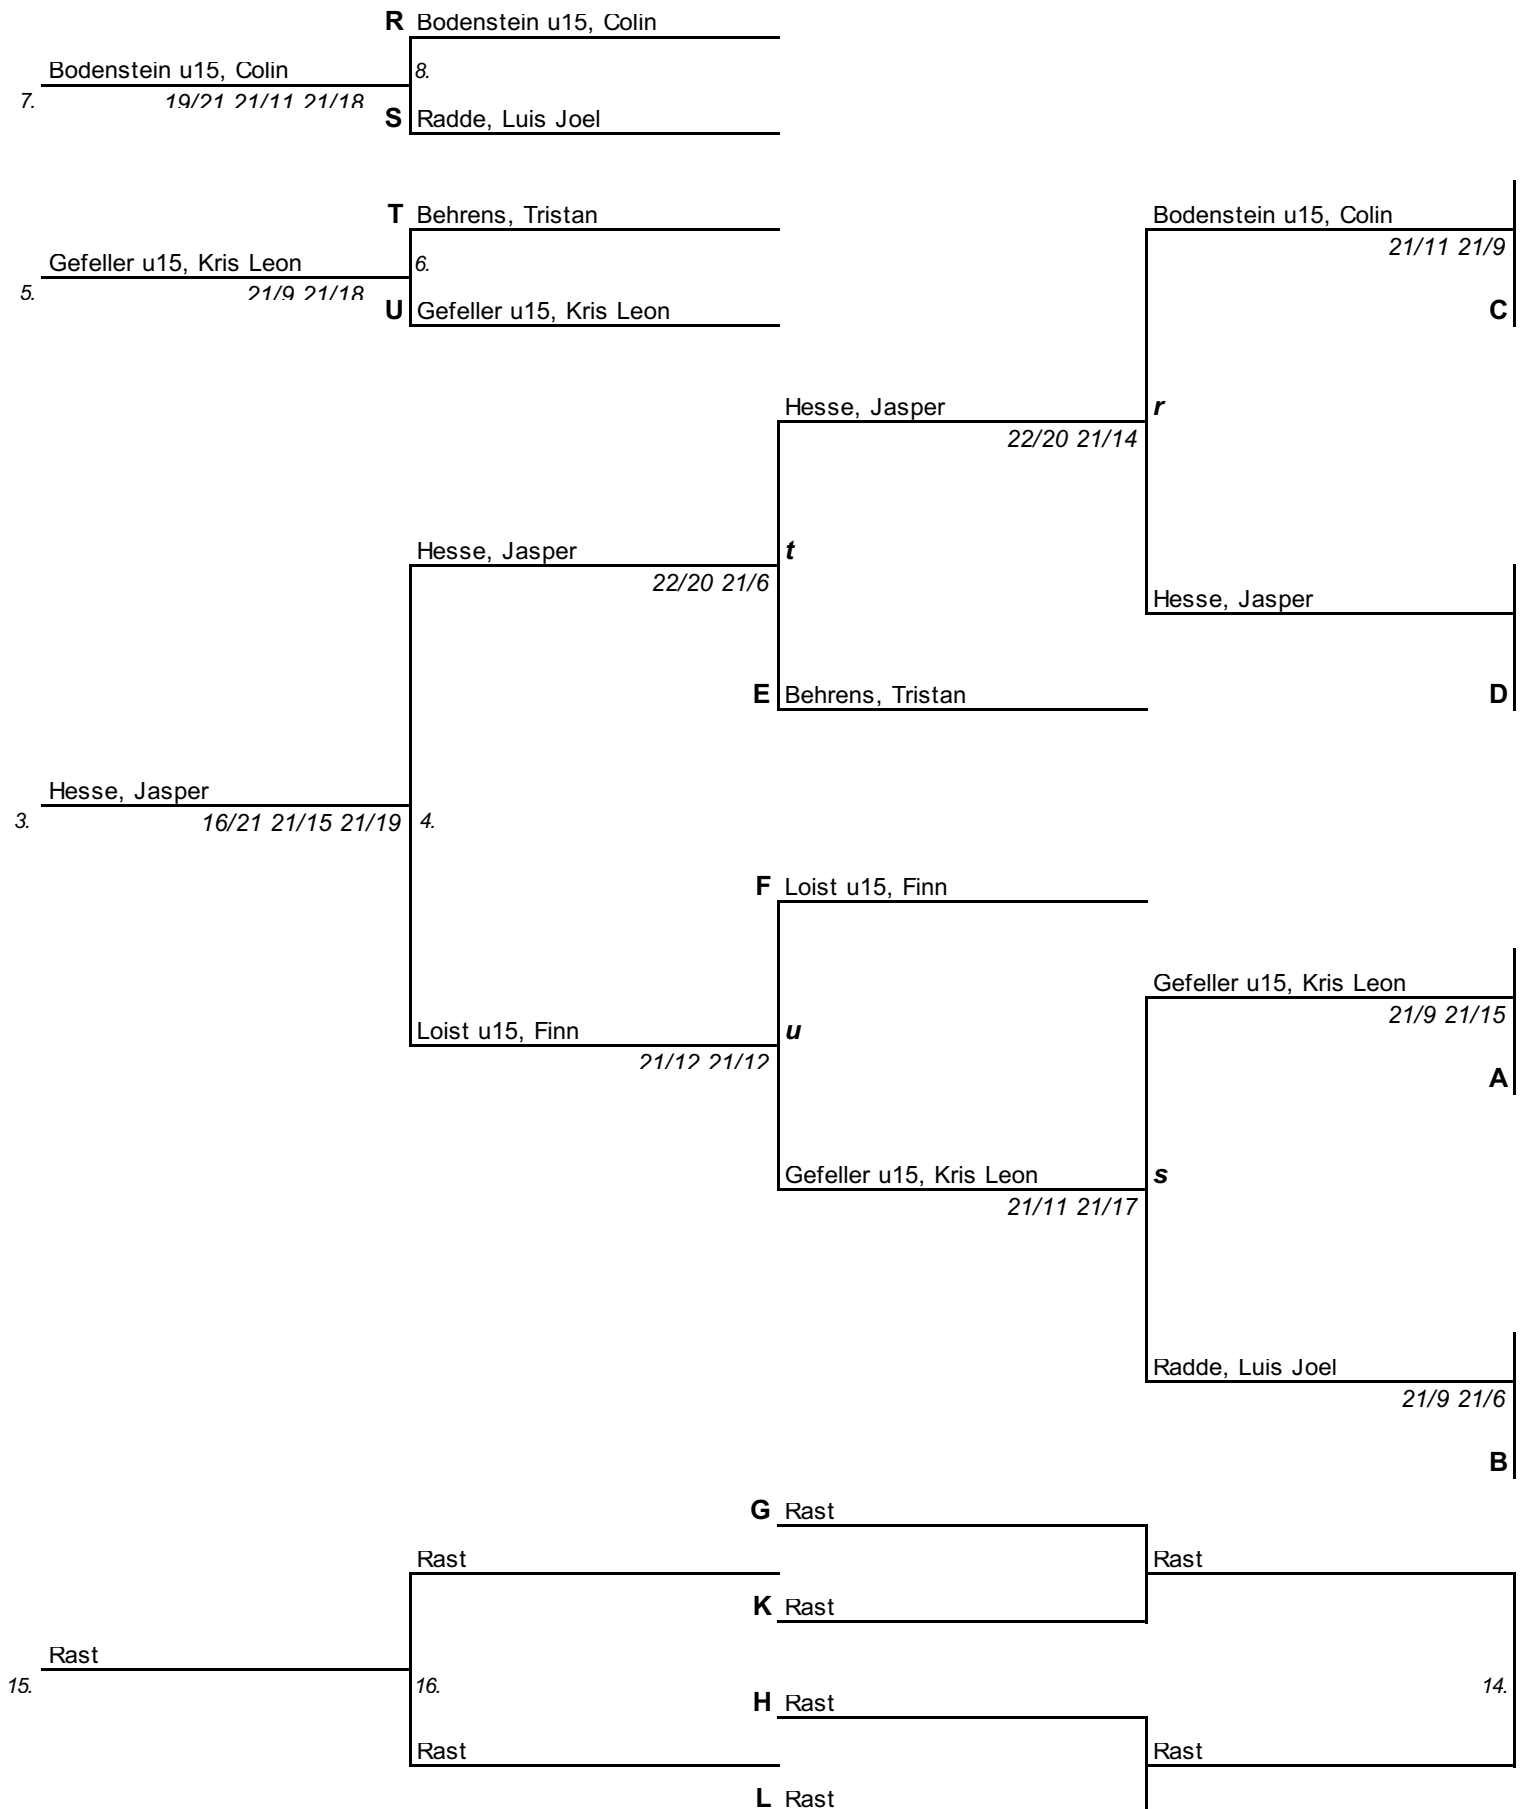 R Bodenstein u15, Colin
Bodenstein u15, Colin 8.
7. 19/21 21/11 21/18
S Radde, Luis Joel
T Behrens, Tristan Bodenstein u15, Colin
21/11 21/9
Gefeller u15, Kris Leon 6.
5. 21/9 21/18
U Gefeller u15, Kris Leon C
Hesse, Jasper r
22/20 21/14
Hesse, Jasper t
22/20 21/6
Hesse, Jasper
E Behrens, Tristan D
Hesse, Jasper
3. 16/21 21/15 21/19 4.
F Loist u15, Finn
Gefeller u15, Kris Leon
21/9 21/15
Loist u15, Finn u
21/12 21/12
A
Gefeller u15, Kris Leon s
21/11 21/17
Radde, Luis Joel
21/9 21/6
B
G Rast
Rast Rast
K Rast
Rast
15. 16. 14.
H Rast
Rast Rast
L Rast